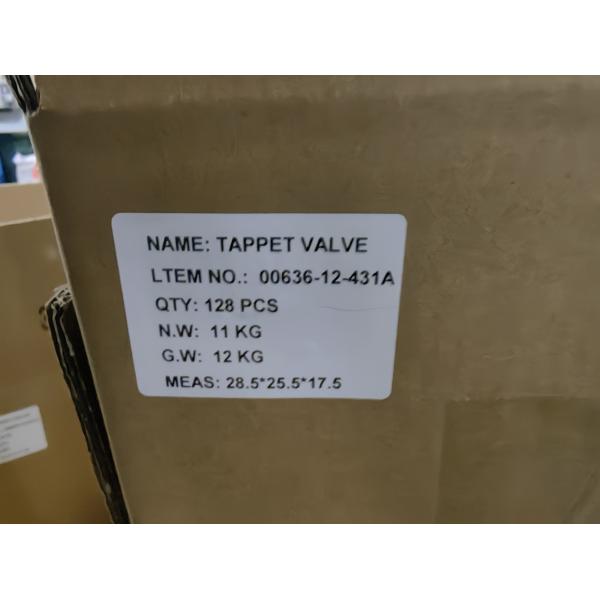 NAME: TAPPET VALVE
LTEM NO.: 00636-12-431A
QTY: 128 PCS
N.W: 11 KG
G.W: 12 KG
MEAS: 28.5*25.5*17.5